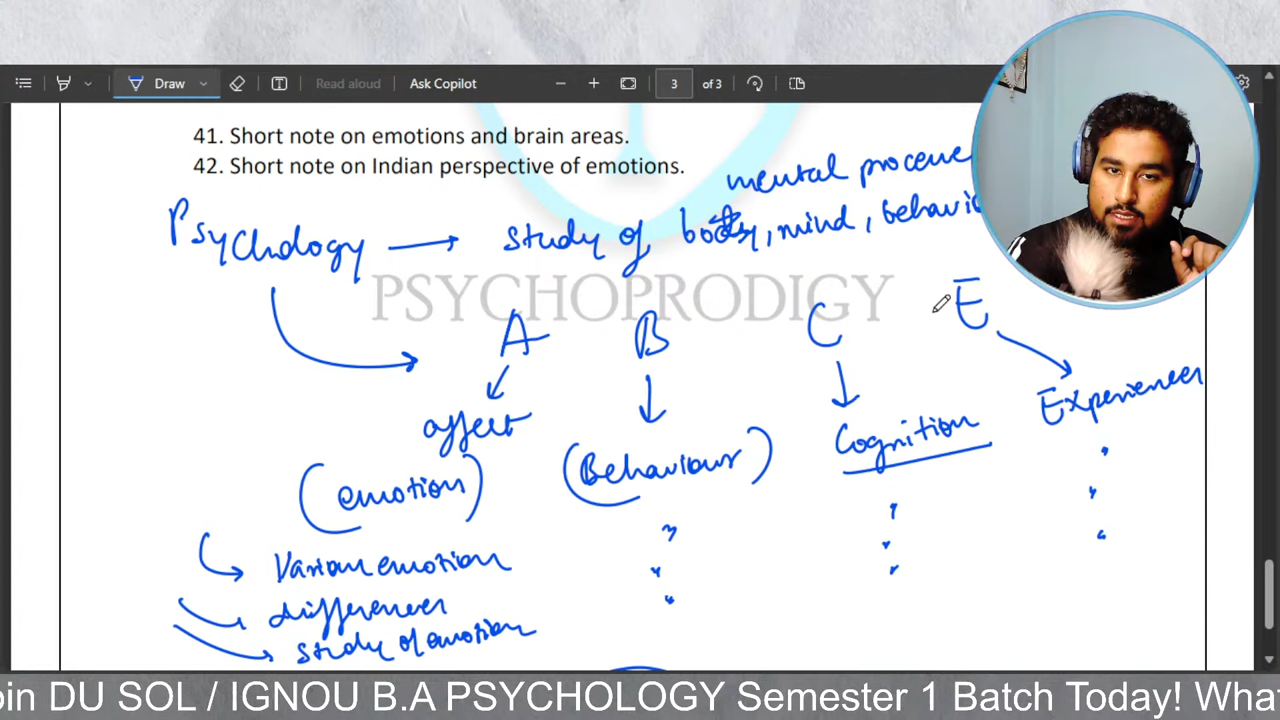 Draw
Read aloud
Ask Copilot
3
of 3
41. Short note on emotions and brain areas.
42. Short note on Indian perspective of emotions.
mental processe
Psychology → study of body, mind, behavio
PSYCHOPRODIGY
A B C E
affect
(emotion)
(Behaviour)
Cognition
Experiences
Various emotion
differences
study of emotion
oin DU SOL / IGNOU B.A PSYCHOLOGY Semester 1 Batch Today! What